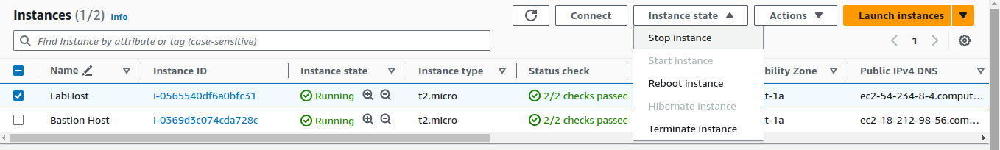 Instances (1/2) Info
Connect
Instance state
Actions
Launch instances
Find Instance by attribute or tag (case-sensitive)
1
Stop instance
Start instance
Reboot instance
Hibernate instance
Terminate instance
Name Instance ID Instance state Instance type Status check bility Zone Public IPv4 DNS
LabHost i-0565540df6a0bfc31 Running t2.micro 2/2 checks passed st-1a ec2-54-234-8-4.comput...
Bastion Host i-0369d3c074cda728c Running t2.micro 2/2 checks passed st-1a ec2-18-212-98-56.com...